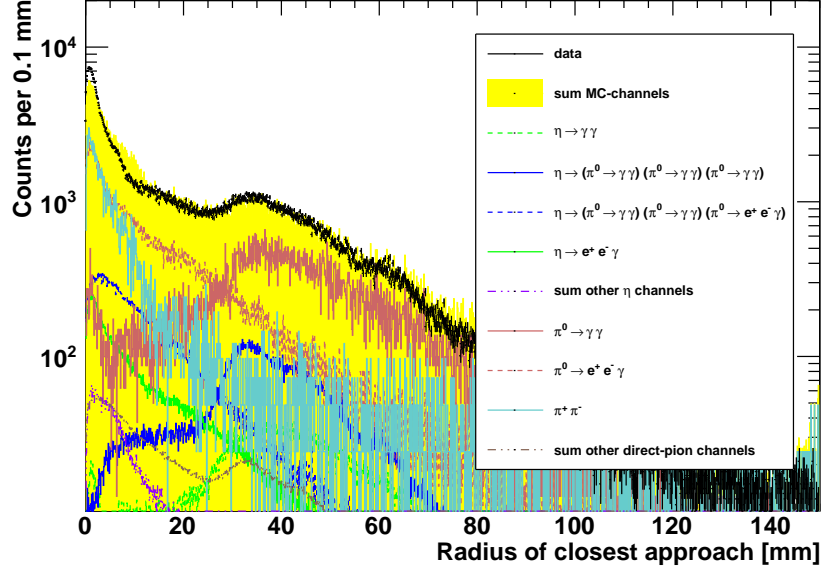 10⁴
10³
10²
Counts per 0.1 mm
data
sum MC-channels
η → γ γ
η → (π⁰ → γ γ) (π⁰ → γ γ) (π⁰ → γ γ)
η → (π⁰ → γ γ) (π⁰ → γ γ) (π⁰ → e⁺ e⁻ γ)
η → e⁺ e⁻ γ
sum other η channels
π⁰ → γ γ
π⁰ → e⁺ e⁻ γ
π⁺ π⁻
sum other direct-pion channels
0 20 40 60 80 100 120 140
Radius of closest approach [mm]